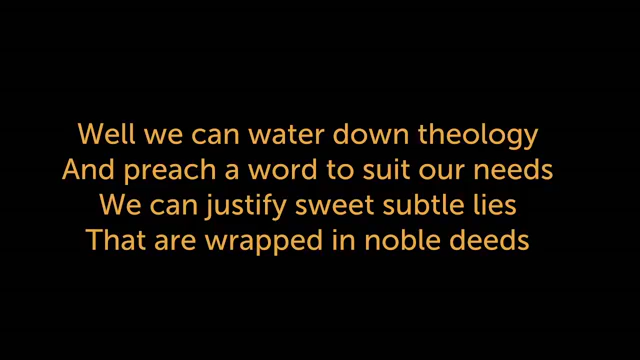 Well we can water down theology
And preach a word to suit our needs
We can justify sweet subtle lies
That are wrapped in noble deeds